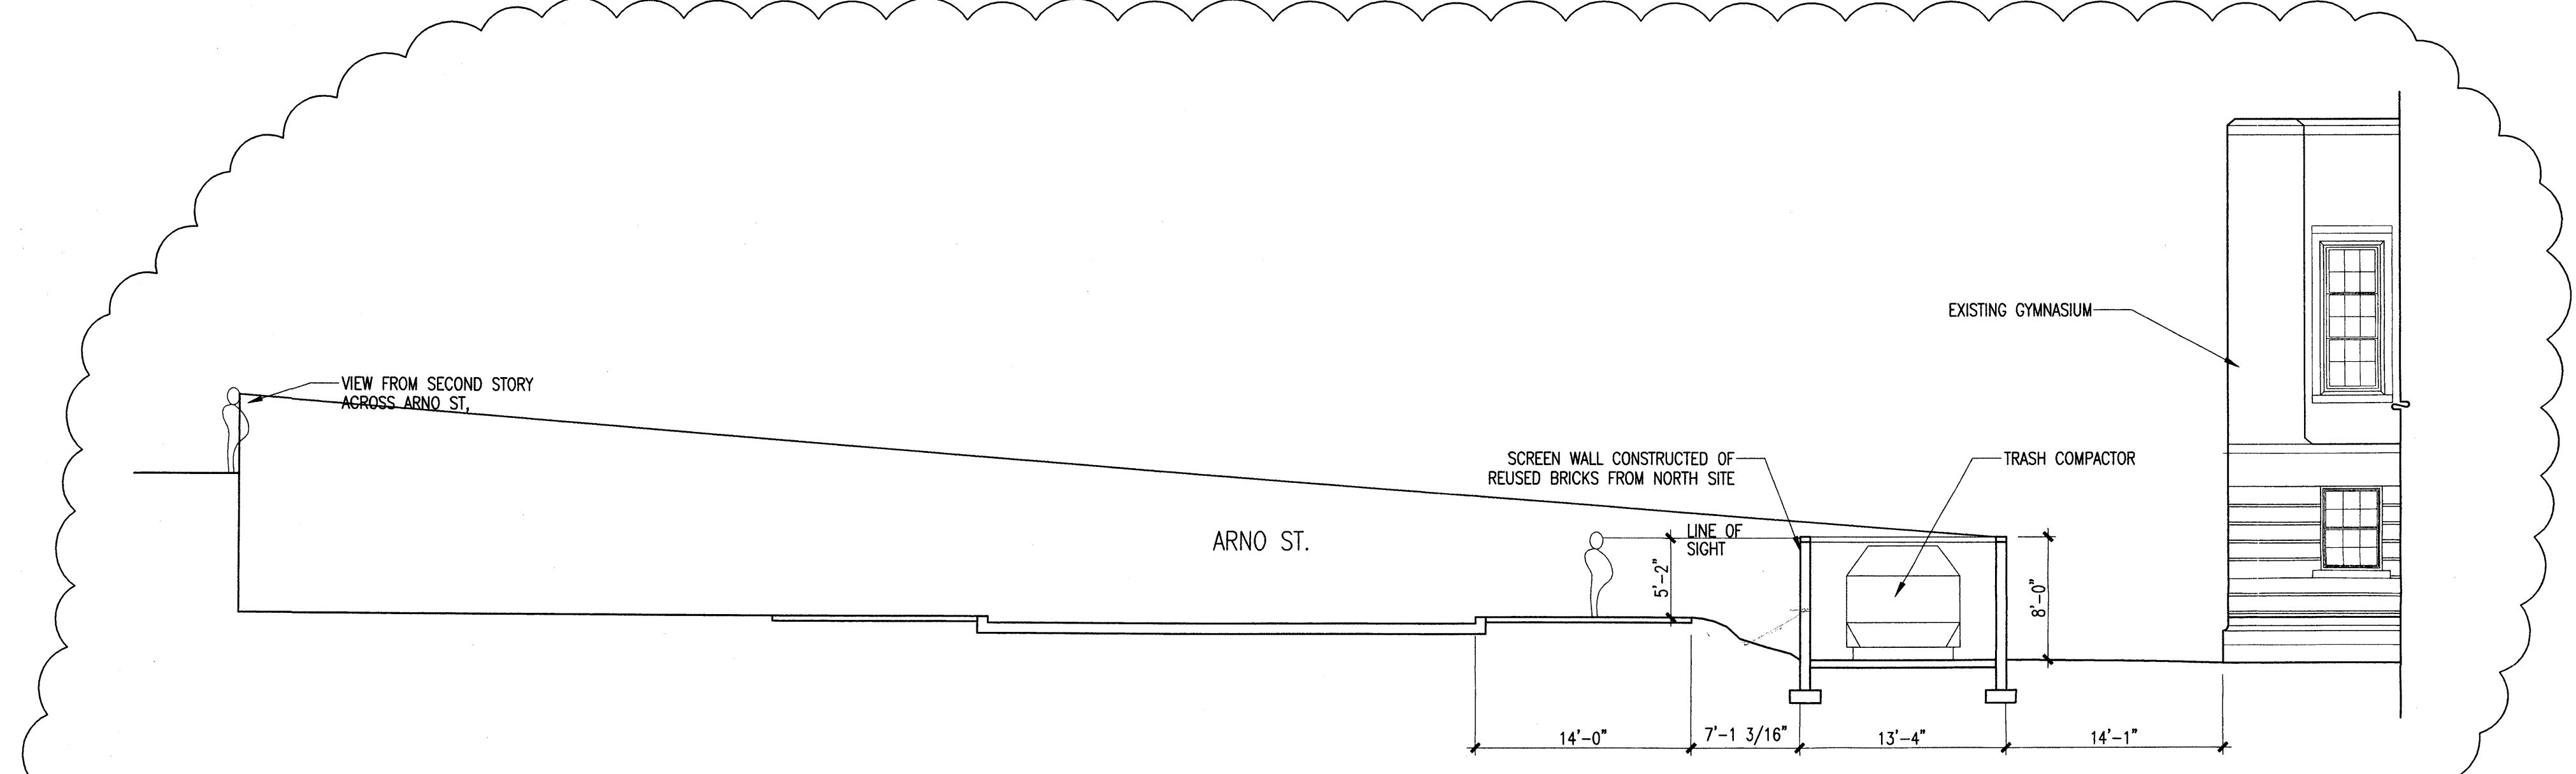 EXISTING GYMNASIUM
VIEW FROM SECOND STORY
ACROSS ARNO ST,
SCREEN WALL CONSTRUCTED OF
REUSED BRICKS FROM NORTH SITE
TRASH COMPACTOR
ARNO ST.
LINE OF
SIGHT
5'-2"
8'-0"
14'-0"
7'-1 3/16"
13'-4"
14'-1"